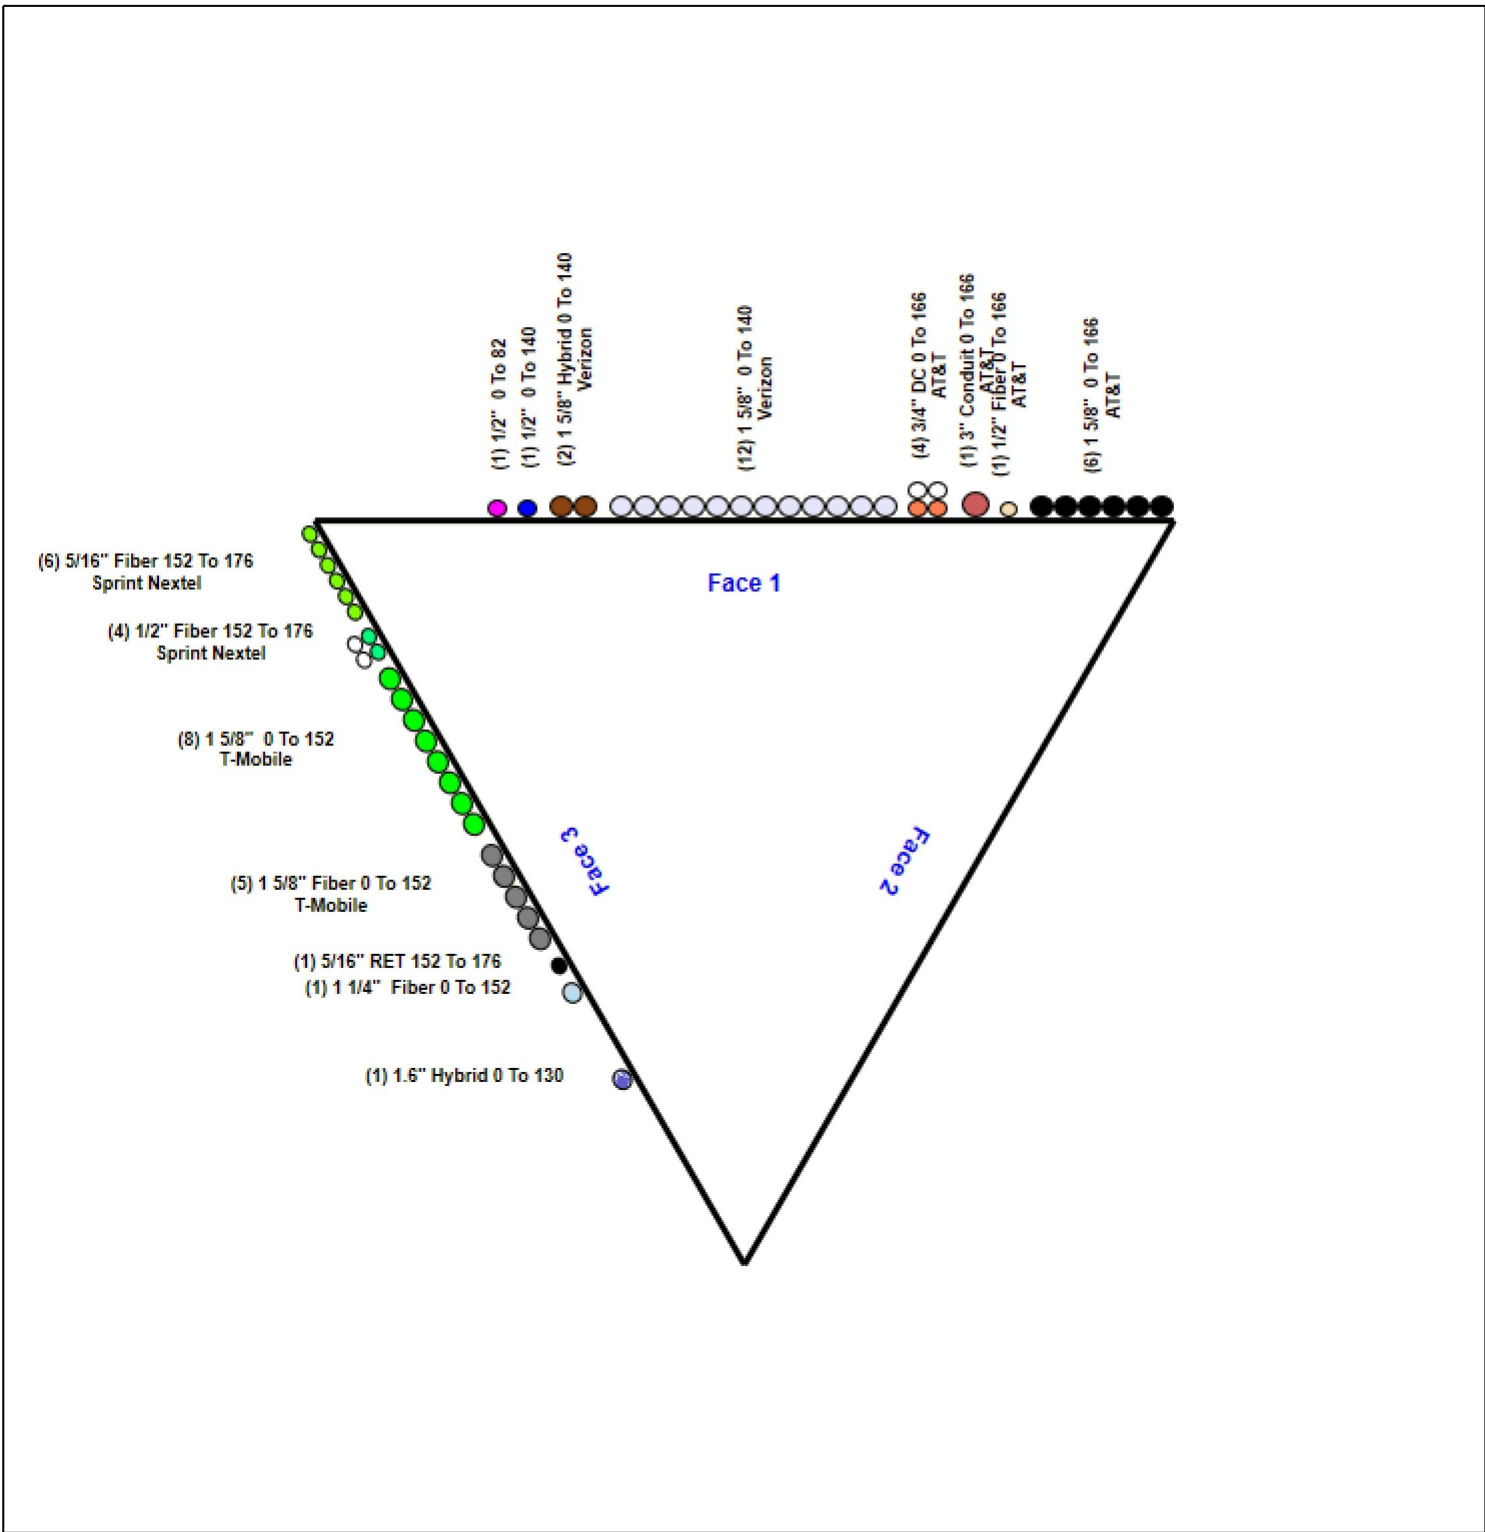 (1) 1/2" 0 To 82
(1) 1/2" 0 To 140
(2) 1 5/8" Hybrid 0 To 140
Verizon
(12) 1 5/8" 0 To 140
Verizon
(4) 3/4" DC 0 To 166
AT&T
(1) 3" Conduit 0 To 166
AT&T
(1) 1/2" Fiber 0 To 166
AT&T
(6) 1 5/8" 0 To 166
AT&T
Face 1
(6) 5/16" Fiber 152 To 176
Sprint Nextel
(4) 1/2" Fiber 152 To 176
Sprint Nextel
(8) 1 5/8" 0 To 152
T-Mobile
Face 3
Face 2
(5) 1 5/8" Fiber 0 To 152
T-Mobile
(1) 5/16" RET 152 To 176
(1) 1 1/4" Fiber 0 To 152
(1) 1.6" Hybrid 0 To 130